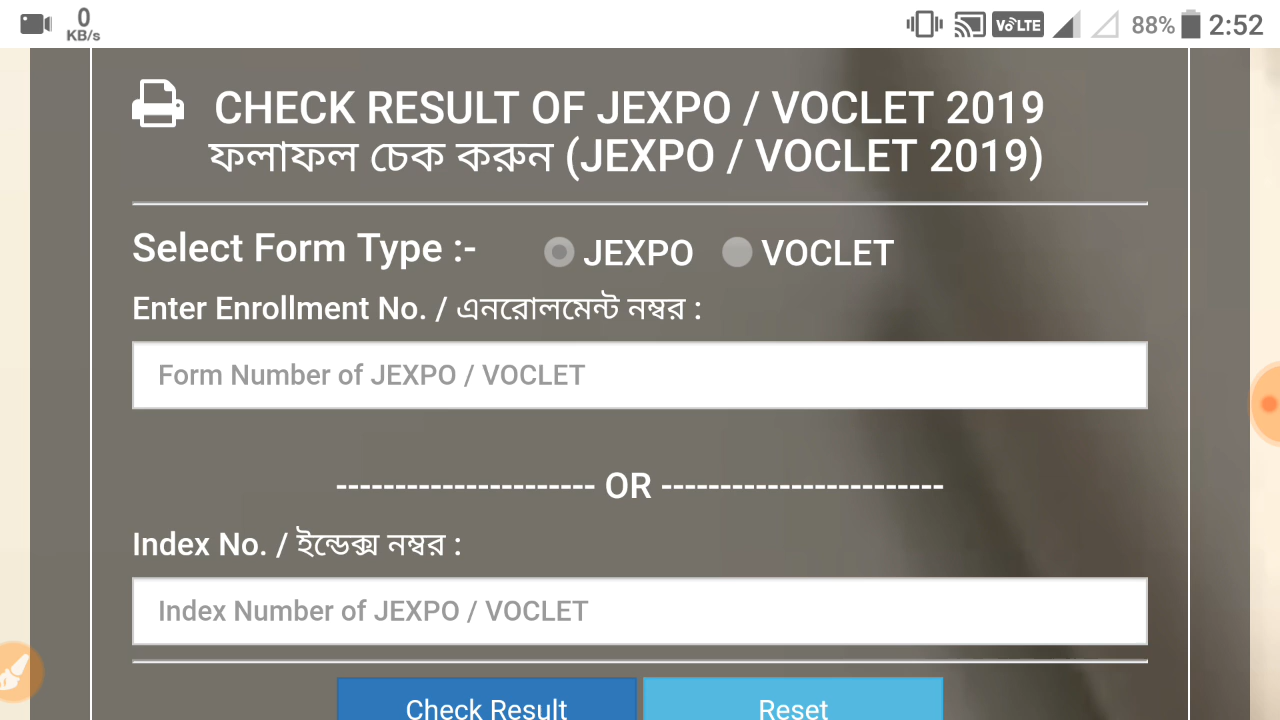 0
KB/s
VoLTE
88%
2:52
CHECK RESULT OF JEXPO / VOCLET 2019
ফলাফল চেক করুন (JEXPO / VOCLET 2019)
Select Form Type :- JEXPO VOCLET
Enter Enrollment No. / এনরোলমেন্ট নম্বর :
Form Number of JEXPO / VOCLET
---------------------- OR ------------------------
Index No. / ইন্ডেক্স নম্বর :
Index Number of JEXPO / VOCLET
Check Result Reset